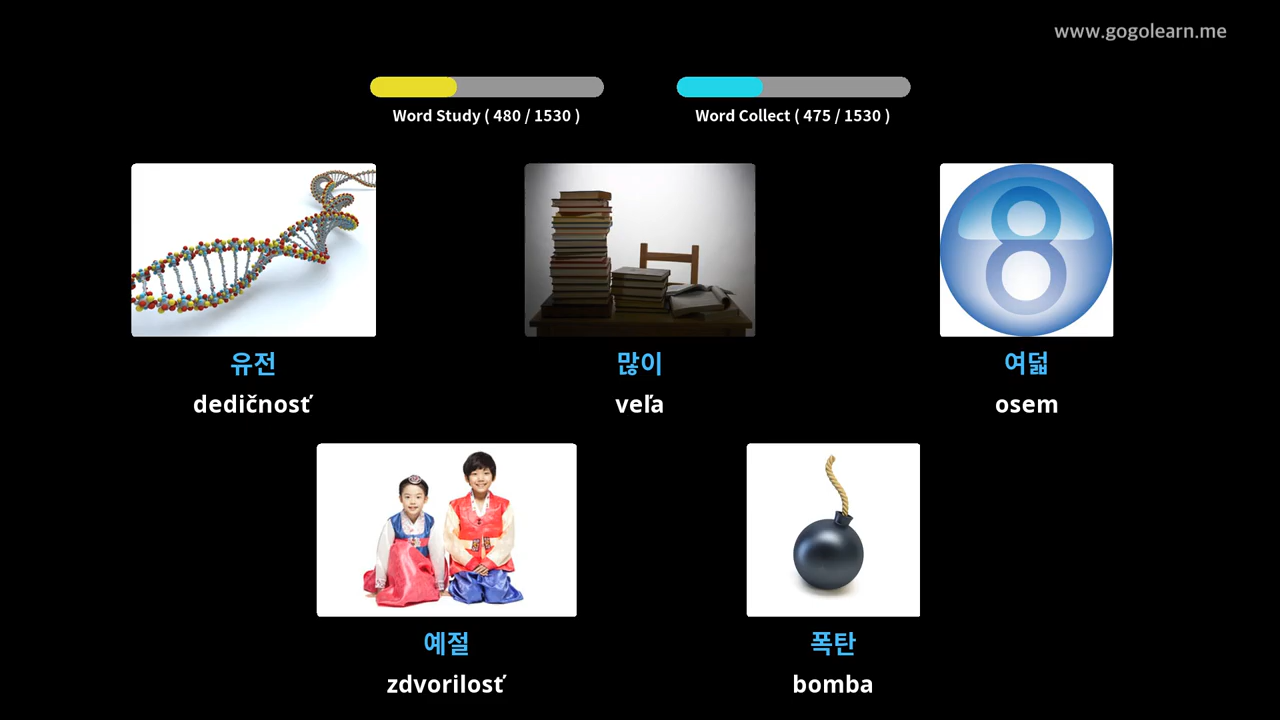 www.gogolearn.me
Word Study ( 480 / 1530 )
Word Collect ( 475 / 1530 )
8
유전
많이
여덟
dedičnosť
veľa
osem
예절
폭탄
zdvorilosť
bomba